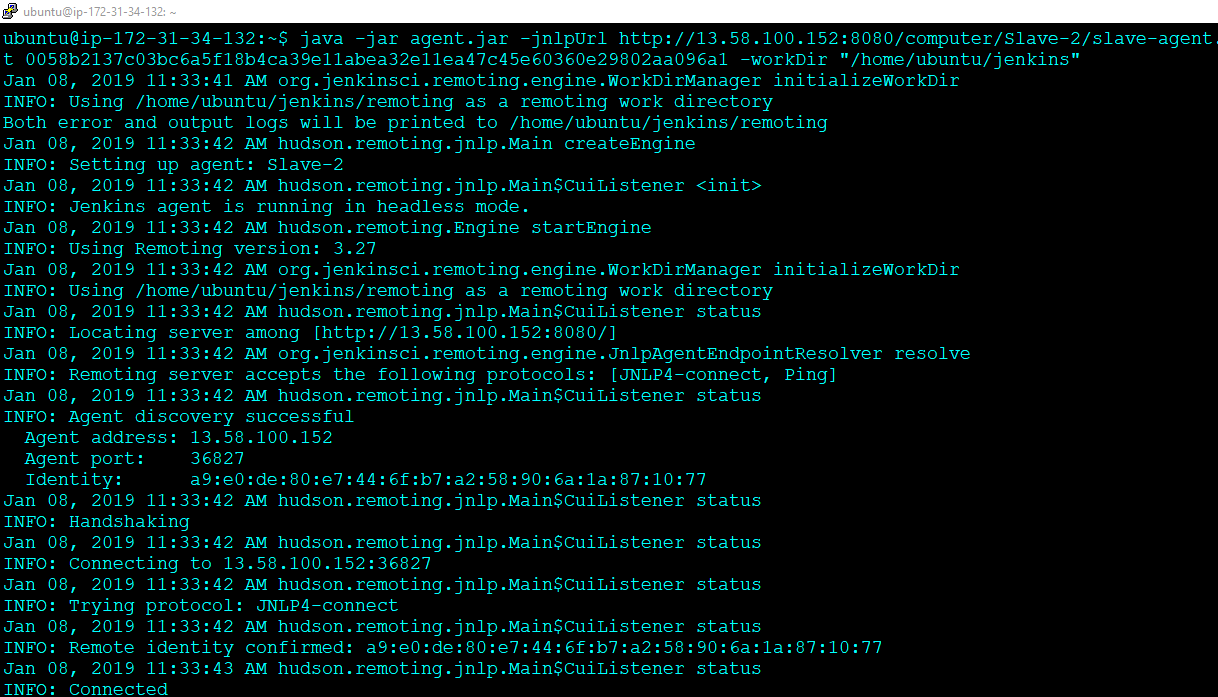 ubuntu@ip-172-31-34-132: ~
ubuntu@ip-172-31-34-132:~$ java -jar agent.jar -jnlpUrl http://13.58.100.152:8080/computer/Slave-2/slave-agent.
t 0058b2137c03bc6a5f18b4ca39e11abea32e11ea47c45e60360e29802aa096a1 -workDir "/home/ubuntu/jenkins"
Jan 08, 2019 11:33:41 AM org.jenkinsci.remoting.engine.WorkDirManager initializeWorkDir
INFO: Using /home/ubuntu/jenkins/remoting as a remoting work directory
Both error and output logs will be printed to /home/ubuntu/jenkins/remoting
Jan 08, 2019 11:33:42 AM hudson.remoting.jnlp.Main createEngine
INFO: Setting up agent: Slave-2
Jan 08, 2019 11:33:42 AM hudson.remoting.jnlp.Main$CuiListener <init>
INFO: Jenkins agent is running in headless mode.
Jan 08, 2019 11:33:42 AM hudson.remoting.Engine startEngine
INFO: Using Remoting version: 3.27
Jan 08, 2019 11:33:42 AM org.jenkinsci.remoting.engine.WorkDirManager initializeWorkDir
INFO: Using /home/ubuntu/jenkins/remoting as a remoting work directory
Jan 08, 2019 11:33:42 AM hudson.remoting.jnlp.Main$CuiListener status
INFO: Locating server among [http://13.58.100.152:8080/]
Jan 08, 2019 11:33:42 AM org.jenkinsci.remoting.engine.JnlpAgentEndpointResolver resolve
INFO: Remoting server accepts the following protocols: [JNLP4-connect, Ping]
Jan 08, 2019 11:33:42 AM hudson.remoting.jnlp.Main$CuiListener status
INFO: Agent discovery successful
  Agent address: 13.58.100.152
  Agent port:    36827
  Identity:      a9:e0:de:80:e7:44:6f:b7:a2:58:90:6a:1a:87:10:77
Jan 08, 2019 11:33:42 AM hudson.remoting.jnlp.Main$CuiListener status
INFO: Handshaking
Jan 08, 2019 11:33:42 AM hudson.remoting.jnlp.Main$CuiListener status
INFO: Connecting to 13.58.100.152:36827
Jan 08, 2019 11:33:42 AM hudson.remoting.jnlp.Main$CuiListener status
INFO: Trying protocol: JNLP4-connect
Jan 08, 2019 11:33:42 AM hudson.remoting.jnlp.Main$CuiListener status
INFO: Remote identity confirmed: a9:e0:de:80:e7:44:6f:b7:a2:58:90:6a:1a:87:10:77
Jan 08, 2019 11:33:43 AM hudson.remoting.jnlp.Main$CuiListener status
INFO: Connected